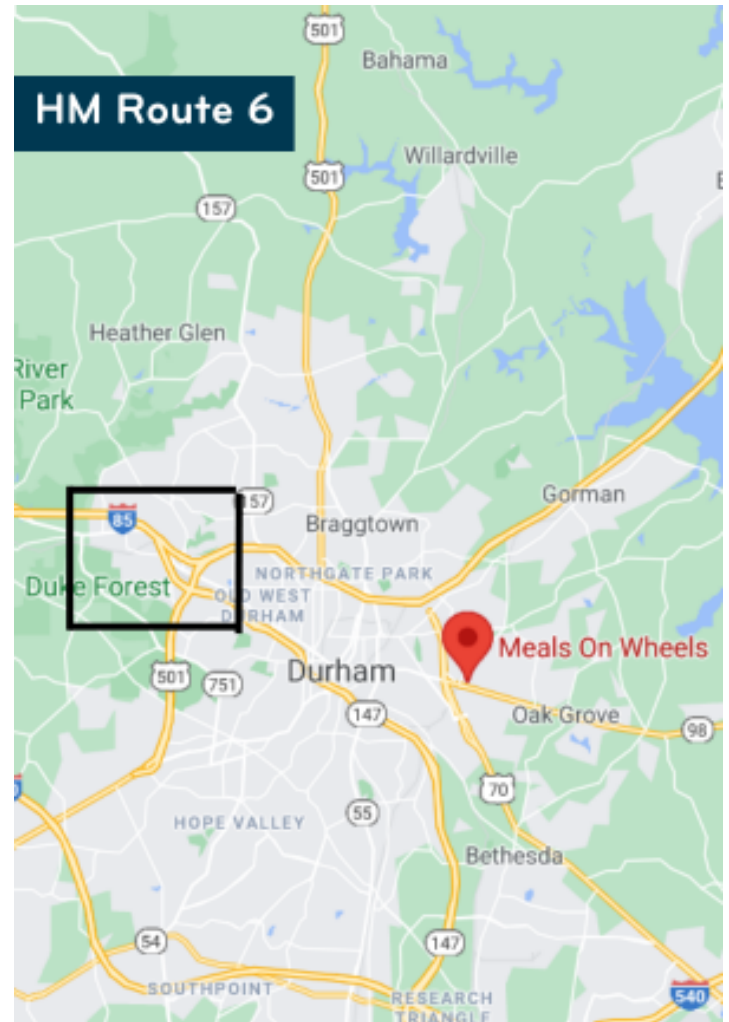 501
Bahama
HM Route 6
Willardville
501
157
Heather Glen
River
Park
Gorman
157
85
Braggtown
Duke Forest
NORTHGATE PARK
OLD WEST
DURHAM
Meals On Wheels
Durham
501
751
147
Oak Grove
98
70
55
HOPE VALLEY
Bethesda
54
147
SOUTHPOINT
540
RESEARCH
TRIANGLE